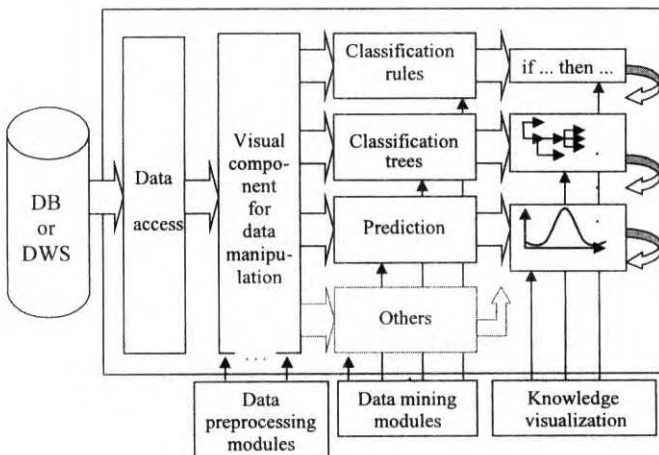 DB
or
DWS
Data
access
Visual
compo-
nent
for
data
manipu-
lation
. . .
Classification
rules
Classification
trees
Prediction
Others
if ... then ...
Data
preprocessing
modules
Data mining
modules
Knowledge
visualization